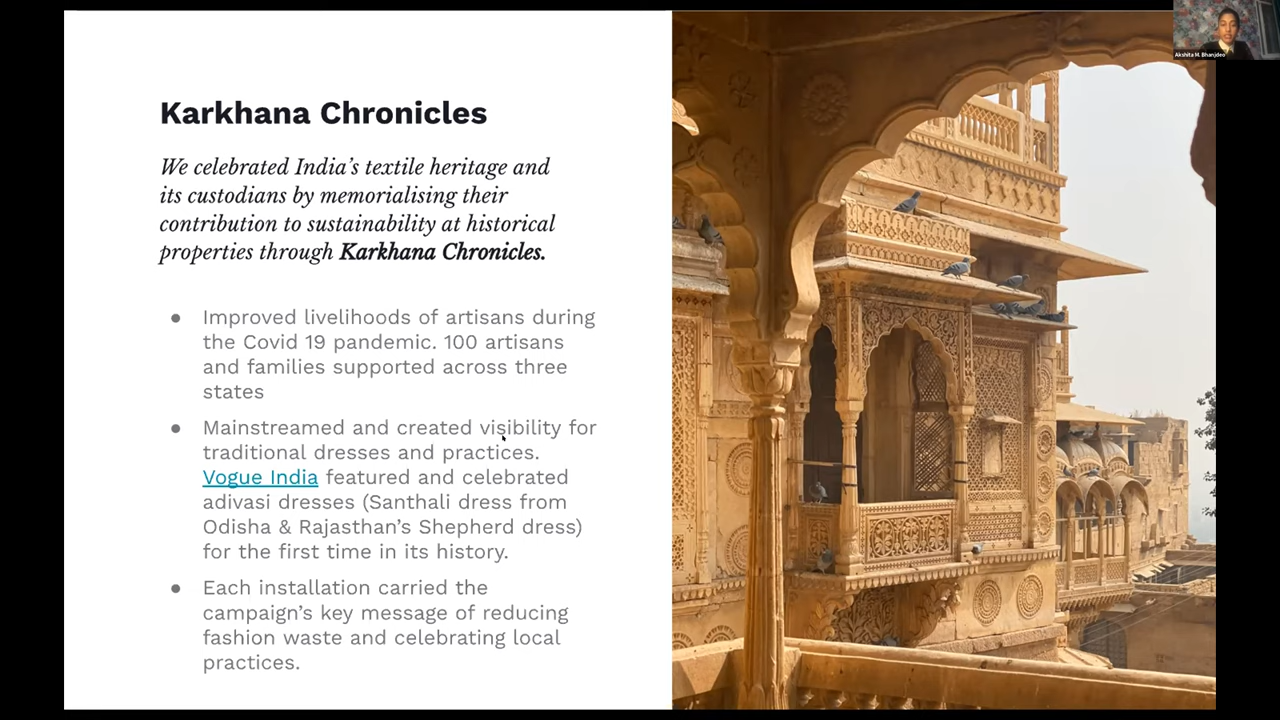 Karkhana Chronicles
We celebrated India’s textile heritage and
its custodians by memorialising their
contribution to sustainability at historical
properties through Karkhana Chronicles.
● Improved livelihoods of artisans during
the Covid 19 pandemic. 100 artisans
and families supported across three
states
● Mainstreamed and created visibility for
traditional dresses and practices.
Vogue India featured and celebrated
adivasi dresses (Santhali dress from
Odisha & Rajasthan’s Shepherd dress)
for the first time in its history.
● Each installation carried the
campaign’s key message of reducing
fashion waste and celebrating local
practices.
Akshita M. Bhanjdeo